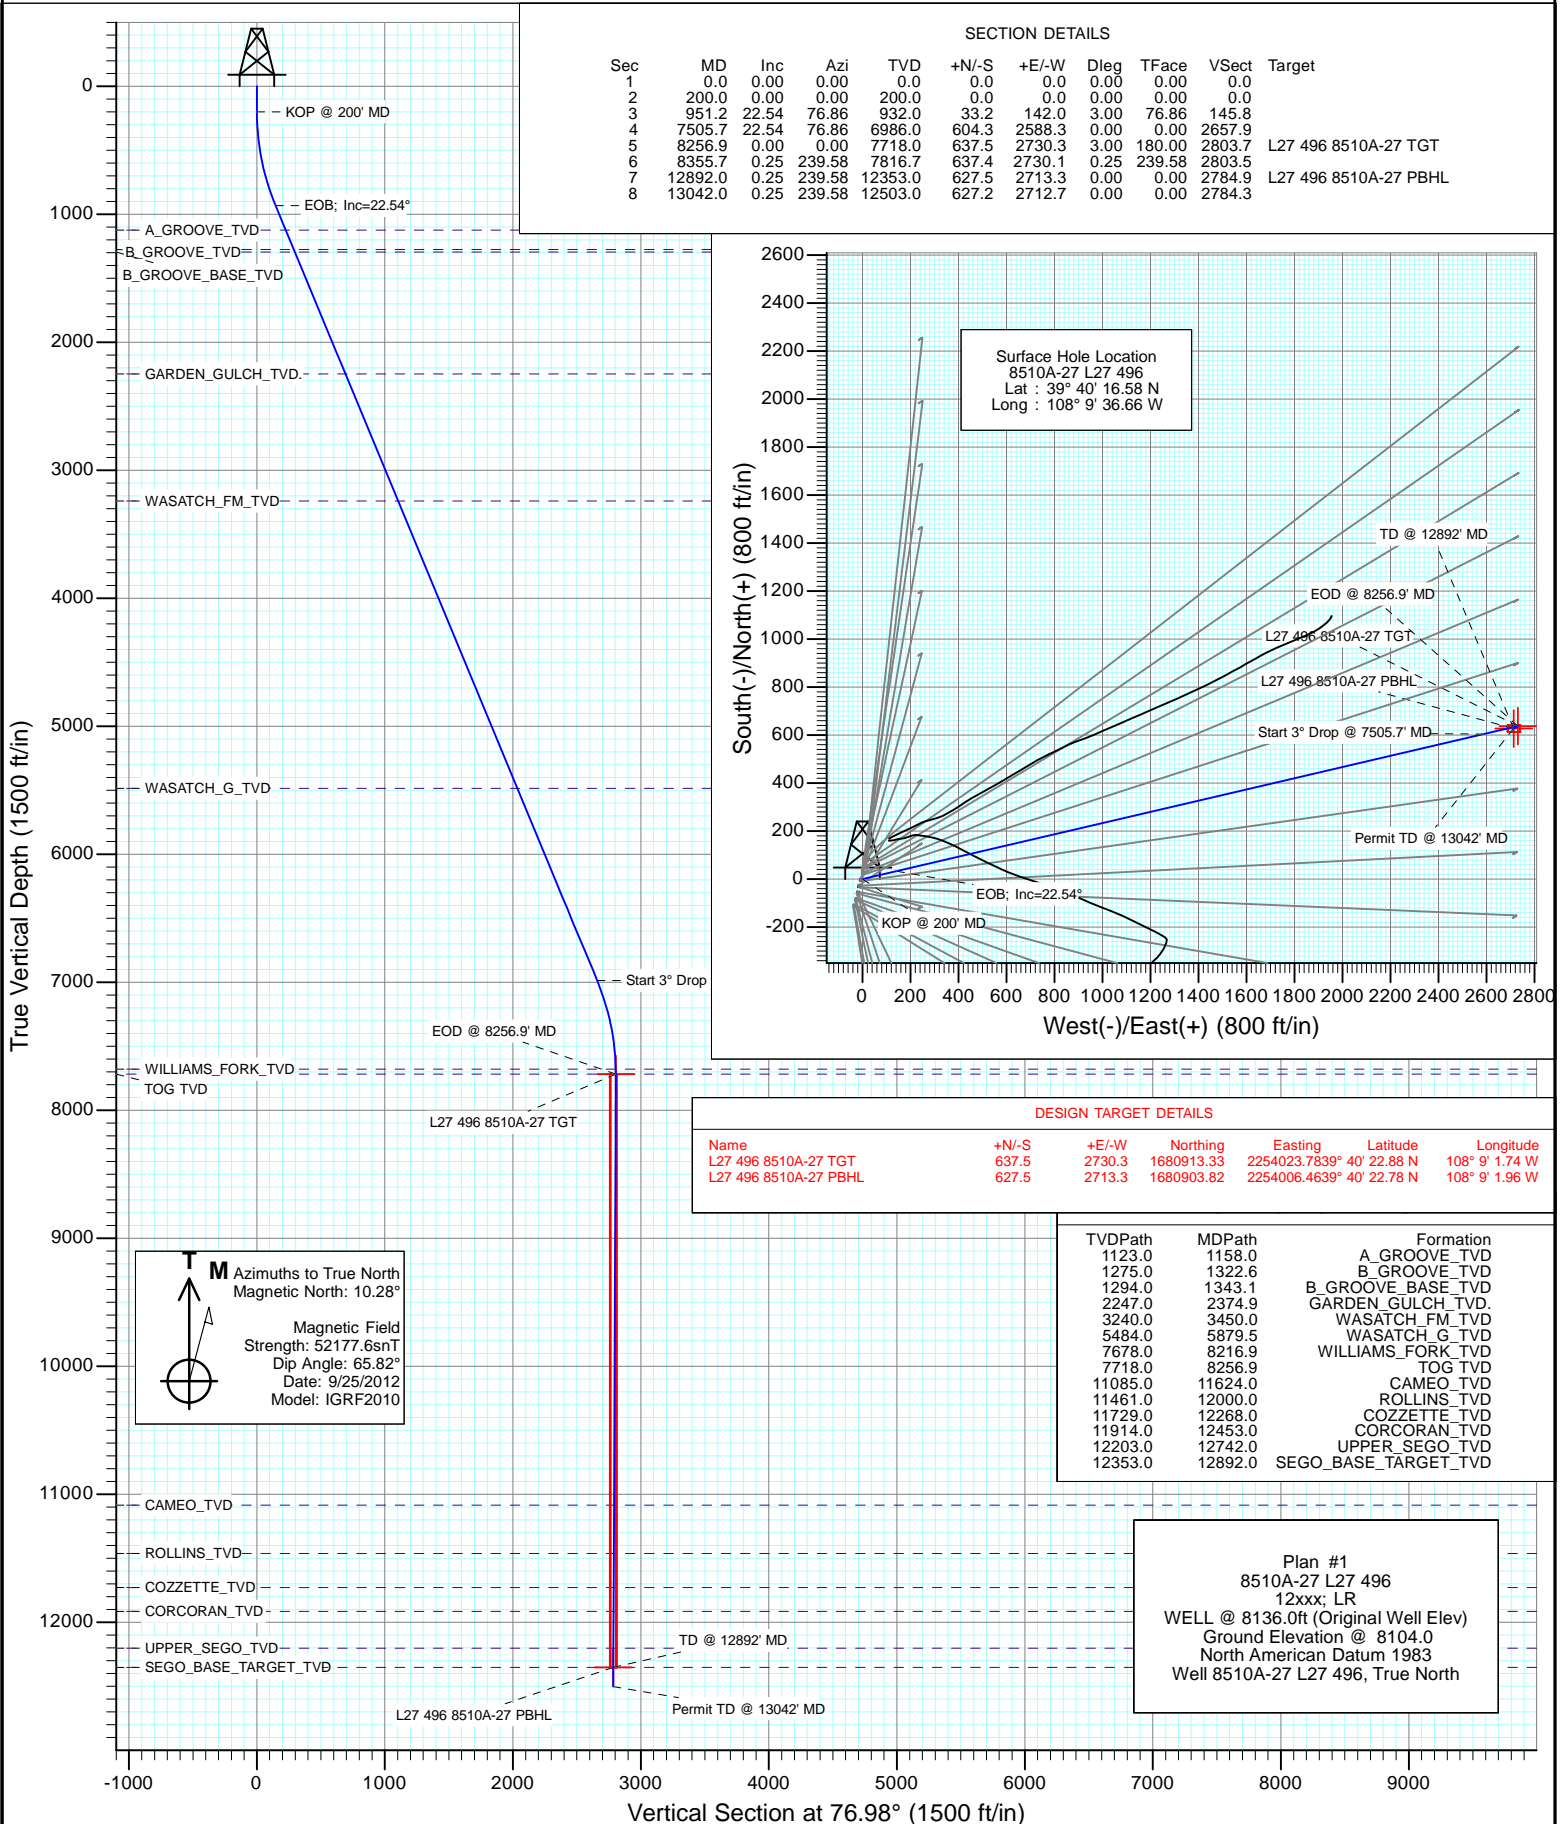 SECTION DETAILS
Sec MD Inc Azi TVD +N/-S +E/-W Dleg TFace VSect Target
1 0.0 0.00 0.00 0.0 0.0 0.0 0.00 0.00 0.0
2 200.0 0.00 0.00 200.0 0.0 0.0 0.00 0.00 0.0
3 951.2 22.54 76.86 932.0 33.2 142.0 3.00 76.86 145.8
4 7505.7 22.54 76.86 6986.0 604.3 2588.3 0.00 0.00 2657.9
5 8256.9 0.00 0.00 7718.0 637.5 2730.3 3.00 180.00 2803.7 L27 496 8510A-27 TGT
6 8355.7 0.25 239.58 7816.7 637.4 2730.1 0.25 239.58 2803.5
7 12892.0 0.25 239.58 12353.0 627.5 2713.3 0.00 0.00 2784.9 L27 496 8510A-27 PBHL
8 13042.0 0.25 239.58 12503.0 627.2 2712.7 0.00 0.00 2784.3
True Vertical Depth (1500 ft/in)
0
1000
2000
3000
4000
5000
6000
7000
8000
9000
10000
11000
12000
KOP @ 200' MD
EOB; Inc=22.54°
A_GROOVE_TVD
B_GROOVE_TVD
B_GROOVE_BASE_TVD
GARDEN_GULCH_TVD.
WASATCH_FM_TVD
WASATCH_G_TVD
Start 3° Drop
EOD @ 8256.9' MD
WILLIAMS_FORK_TVD
TOG TVD
L27 496 8510A-27 TGT
CAMEO_TVD
ROLLINS_TVD
COZZETTE_TVD
CORCORAN_TVD
UPPER_SEGO_TVD
SEGO_BASE_TARGET_TVD
TD @ 12892' MD
L27 496 8510A-27 PBHL
Permit TD @ 13042' MD
-1000 0 1000 2000 3000 4000 5000 6000 7000 8000 9000
Vertical Section at 76.98° (1500 ft/in)
South(-)/North(+) (800 ft/in)
2600
2400
2200
2000
1800
1600
1400
1200
1000
800
600
400
200
0
-200
Surface Hole Location
8510A-27 L27 496
Lat : 39° 40' 16.58 N
Long : 108° 9' 36.66 W
TD @ 12892' MD
EOD @ 8256.9' MD
L27 496 8510A-27 TGT
L27 496 8510A-27 PBHL
Start 3° Drop @ 7505.7' MD
Permit TD @ 13042' MD
EOB; Inc=22.54°
KOP @ 200' MD
0 200 400 600 800 1000 1200 1400 1600 1800 2000 2200 2400 2600 2800
West(-)/East(+) (800 ft/in)
DESIGN TARGET DETAILS
Name +N/-S +E/-W Northing Easting Latitude Longitude
L27 496 8510A-27 TGT 637.5 2730.3 1680913.33 2254023.7839° 40' 22.88 N 108° 9' 1.74 W
L27 496 8510A-27 PBHL 627.5 2713.3 1680903.82 2254006.4639° 40' 22.78 N 108° 9' 1.96 W
TVDPath MDPath Formation
1123.0 1158.0 A_GROOVE_TVD
1275.0 1322.6 B_GROOVE_TVD
1294.0 1343.1 B_GROOVE_BASE_TVD
2247.0 2374.9 GARDEN_GULCH_TVD.
3240.0 3450.0 WASATCH_FM_TVD
5484.0 5879.5 WASATCH_G_TVD
7678.0 8216.9 WILLIAMS_FORK_TVD
7718.0 8256.9 TOG TVD
11085.0 11624.0 CAMEO_TVD
11461.0 12000.0 ROLLINS_TVD
11729.0 12268.0 COZZETTE_TVD
11914.0 12453.0 CORCORAN_TVD
12203.0 12742.0 UPPER_SEGO_TVD
12353.0 12892.0 SEGO_BASE_TARGET_TVD
T
M
Azimuths to True North
Magnetic North: 10.28°
Magnetic Field
Strength: 52177.6snT
Dip Angle: 65.82°
Date: 9/25/2012
Model: IGRF2010
Plan #1
8510A-27 L27 496
12xxx; LR
WELL @ 8136.0ft (Original Well Elev)
Ground Elevation @ 8104.0
North American Datum 1983
Well 8510A-27 L27 496, True North